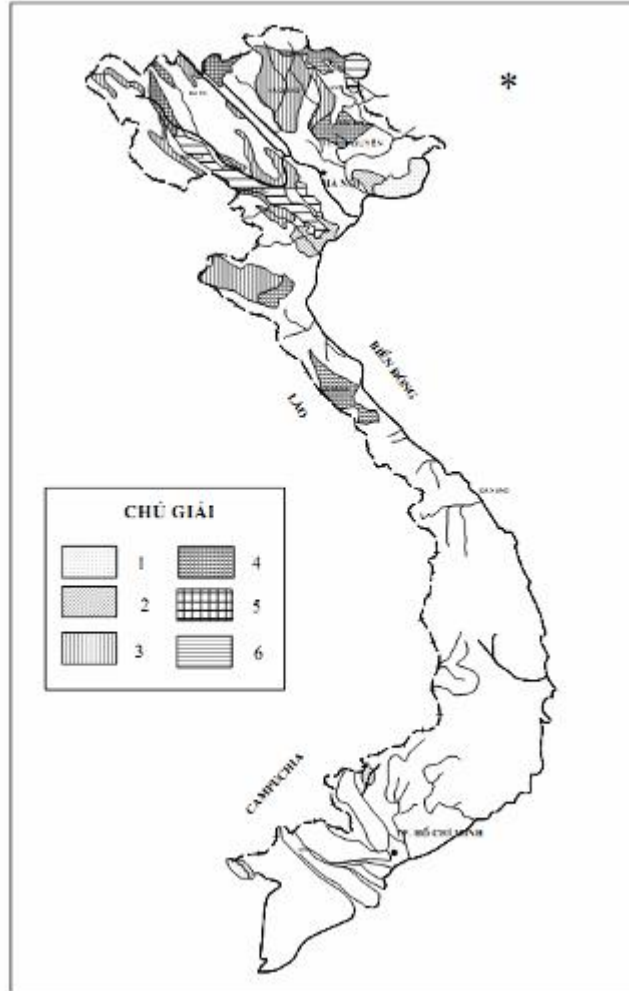 *
HÀ NỘI
BIỂN ĐÔNG
LÀO
CHÚ GIẢI
1 4
2 5
3 6
CAMPUCHIA
TP. HỒ CHÍ MINH